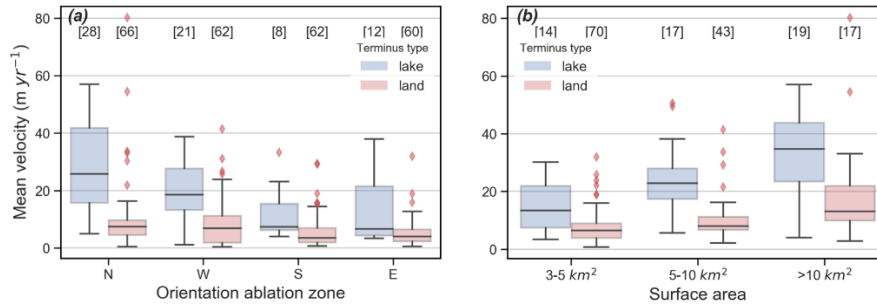 (a)
[28] [66] [21] [62] [8] [62] [12] [60]
Terminus type
lake
land
80
60
40
20
0
Mean velocity (m yr⁻¹)
N W S E
Orientation ablation zone
(b)
[14] [70] [17] [43] [19] [17]
Terminus type
lake
land
80
60
40
20
0
3-5 km² 5-10 km² >10 km²
Surface area